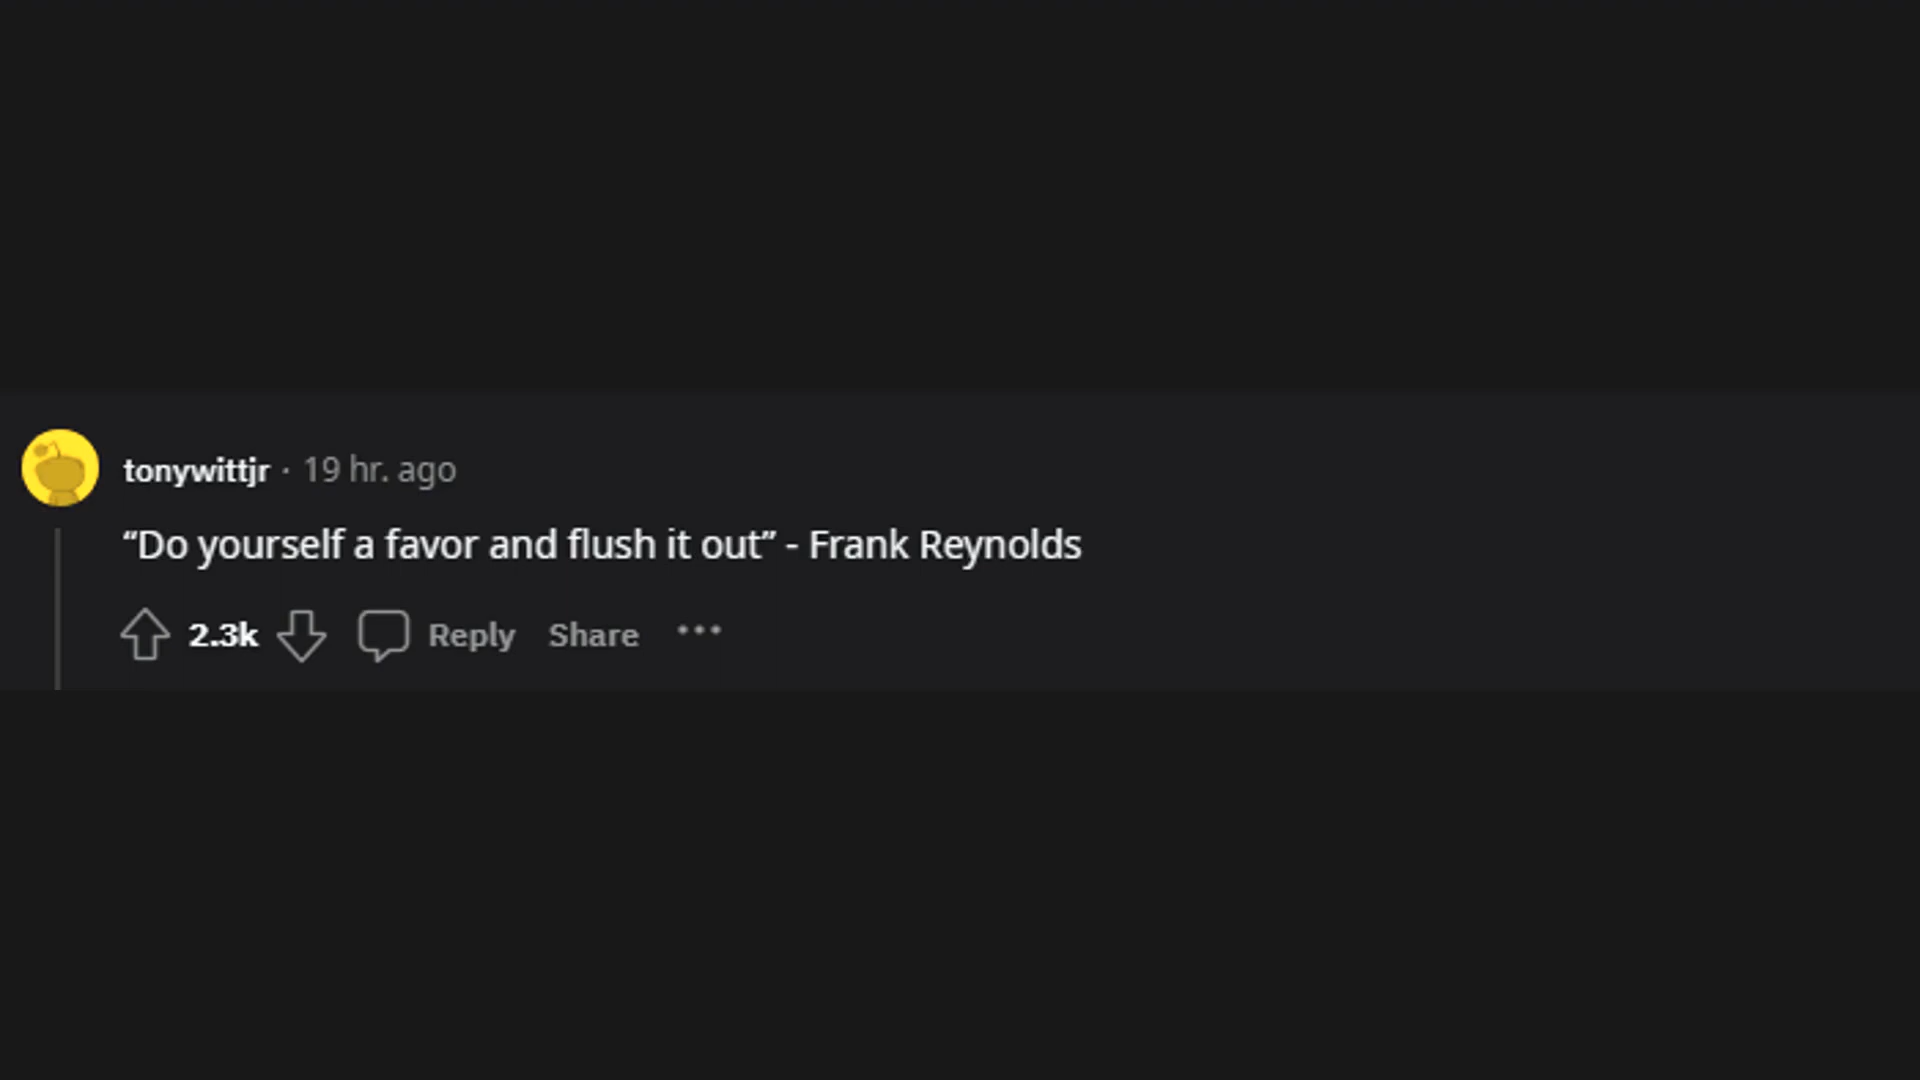 tonywittjr · 19 hr. ago
“Do yourself a favor and flush it out” - Frank Reynolds
2.3k Reply Share ···